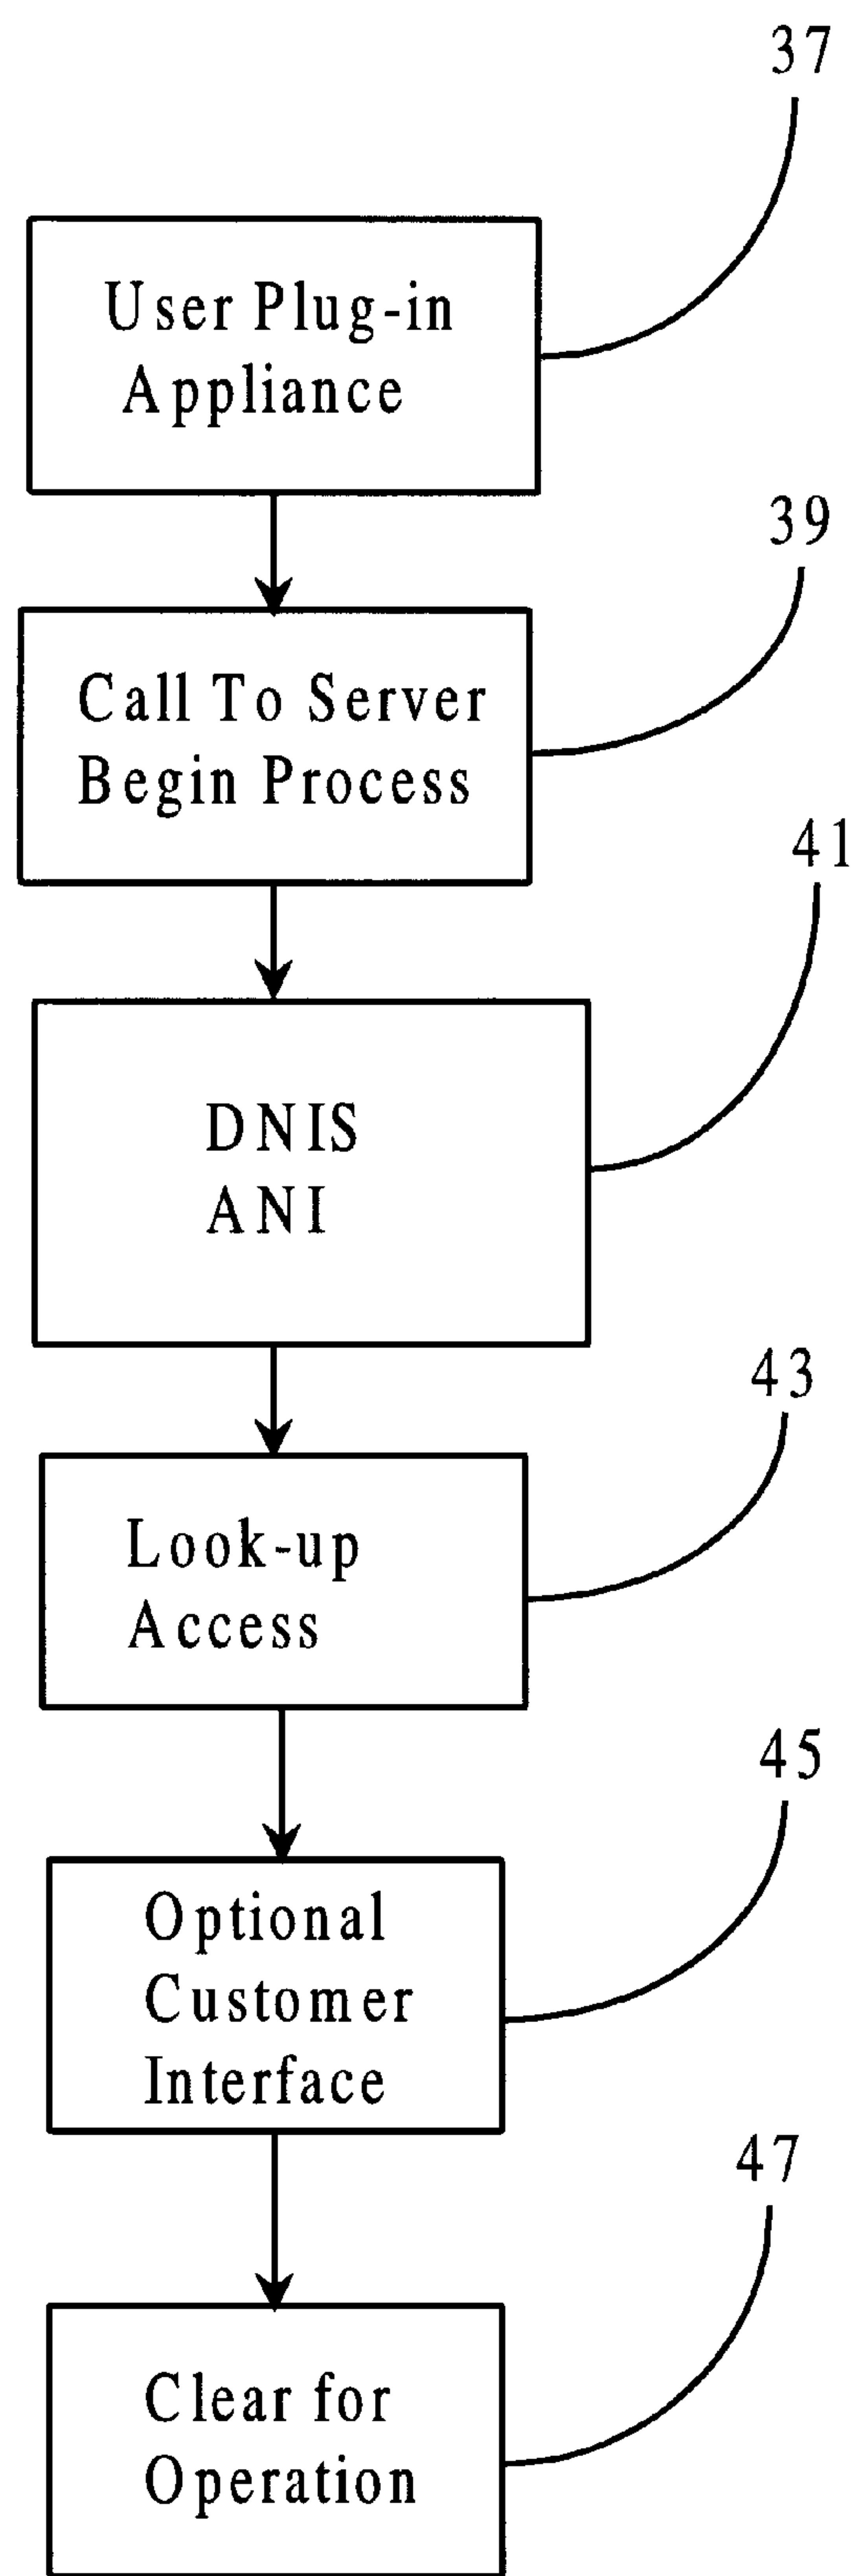 37
User Plug-in
Appliance
39
Call To Server
Begin Process
41
DNIS
ANI
43
Look-up
Access
45
Optional
Customer
Interface
47
Clear for
Operation